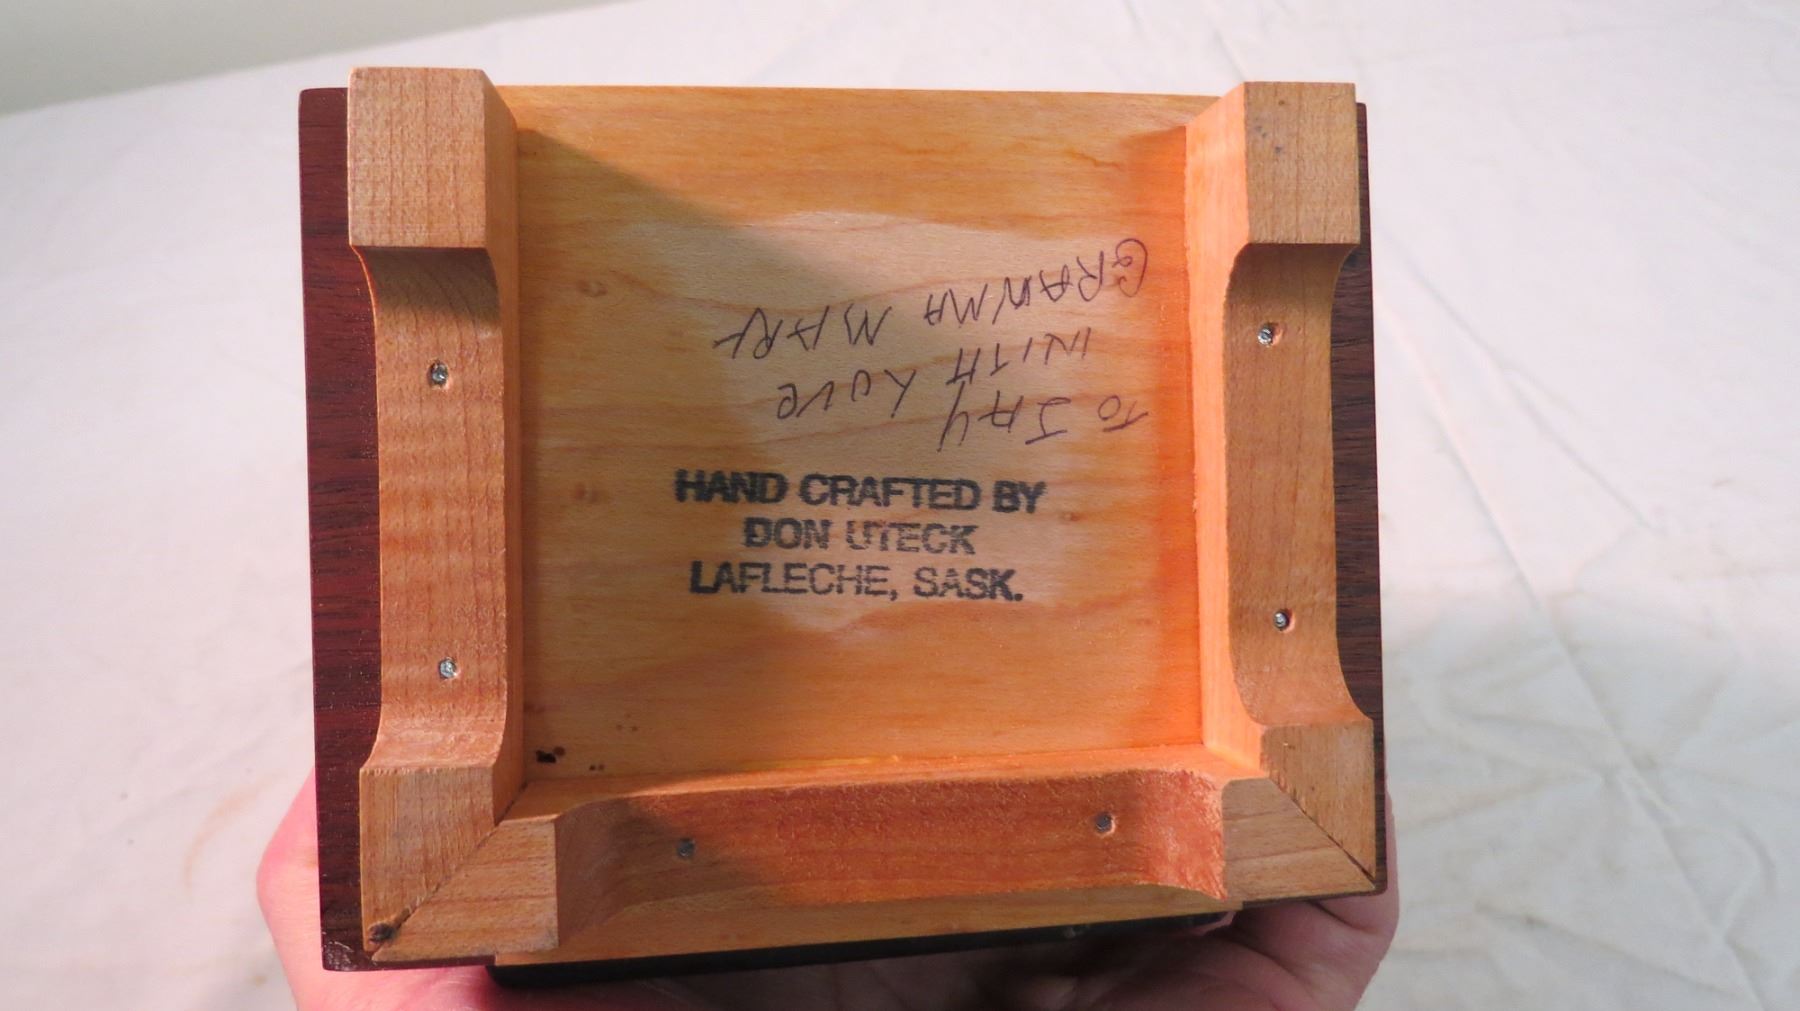 TO JAY
WITH LOVE
GRANMA MARY
HAND CRAFTED BY
DON UTECK
LAFLECHE, SASK.